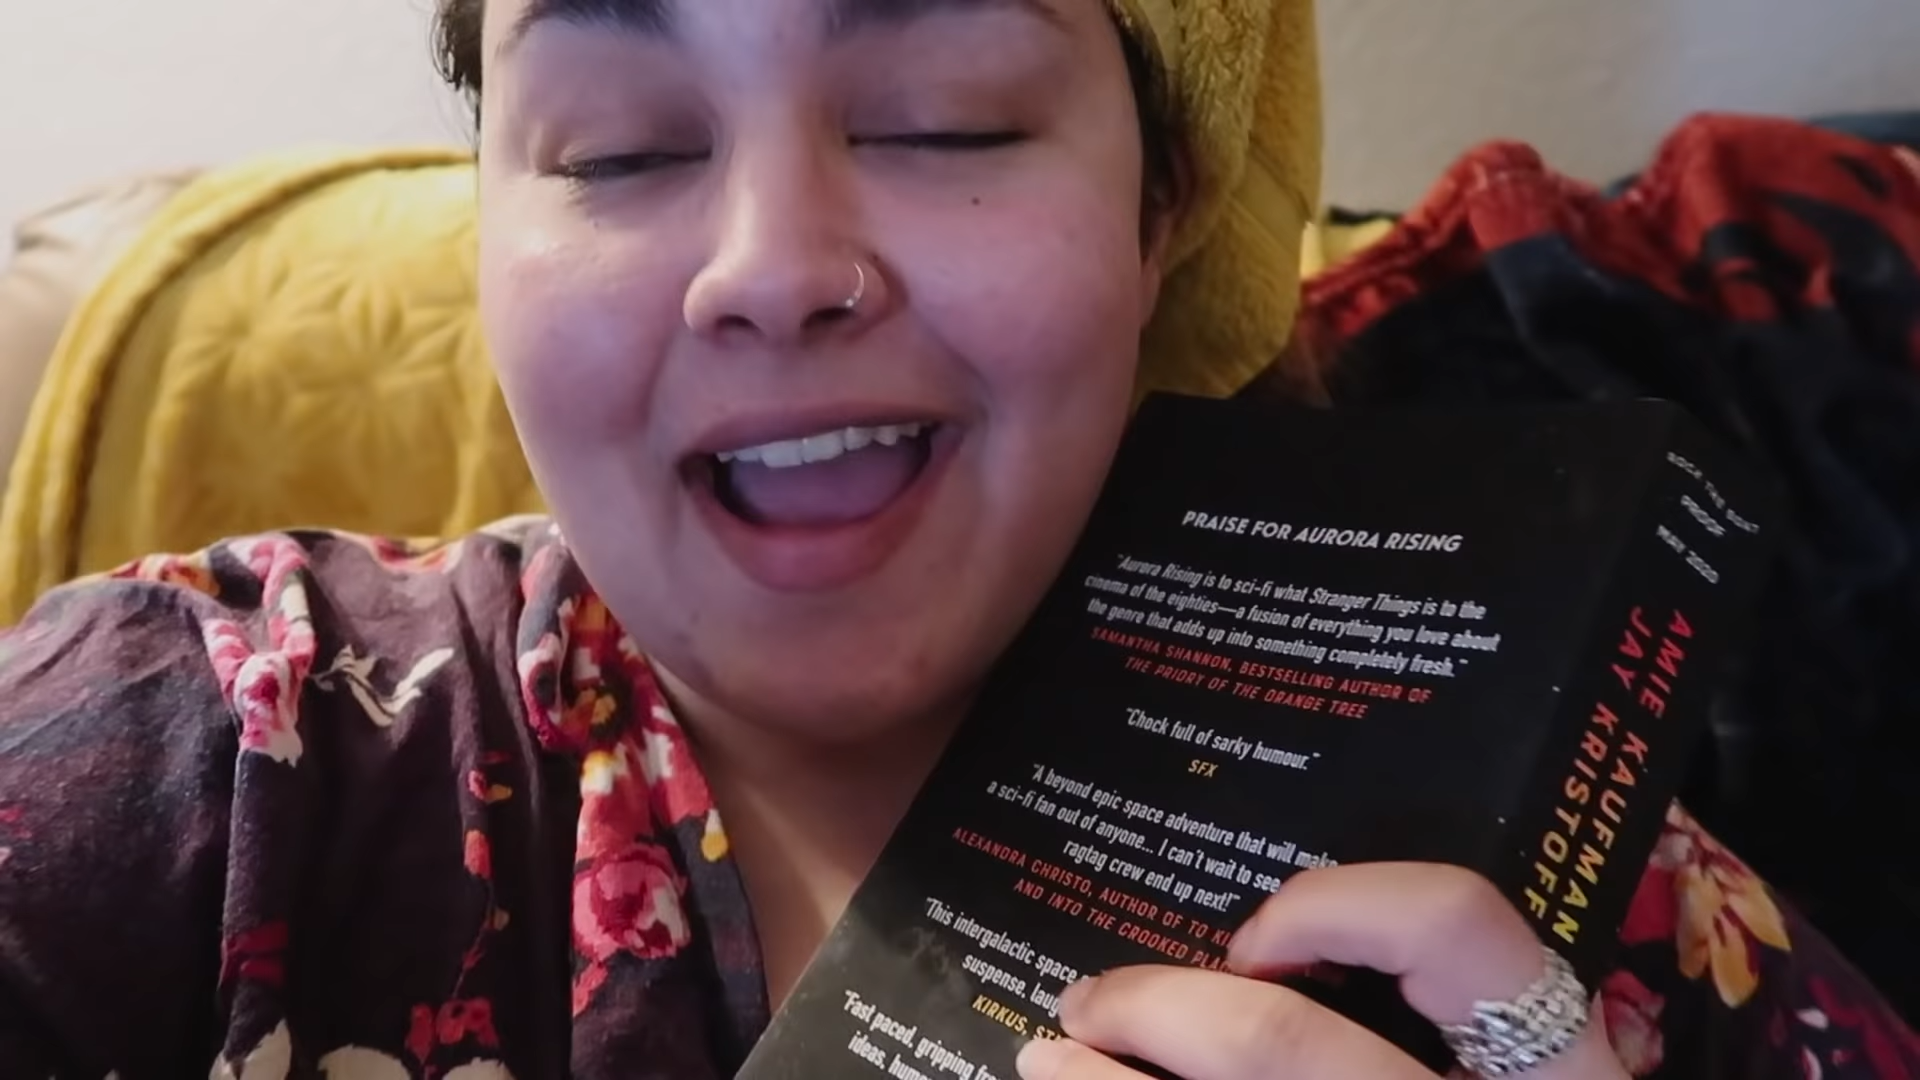 PRAISE FOR AURORA RISING
"Aurora Rising is to sci-fi what Stranger Things is to the
cinema of the eighties—a fusion of everything you love about
the genre that adds up into something completely fresh."
SAMANTHA SHANNON, BESTSELLING AUTHOR OF
THE PRIORY OF THE ORANGE TREE
"Chock full of sarky humour."
SFX
"A beyond epic space adventure that will make
a sci-fi fan out of anyone... I can't wait to see
ragtag crew end up next!"
ALEXANDRA CHRISTO, AUTHOR OF TO
AND INTO THE CROOKED
"This intergalactic space
suspense,
KIRKUS,
"Fast paced, gripping
ideas,
AMIE KAUFMAN
JAY KRISTOFF